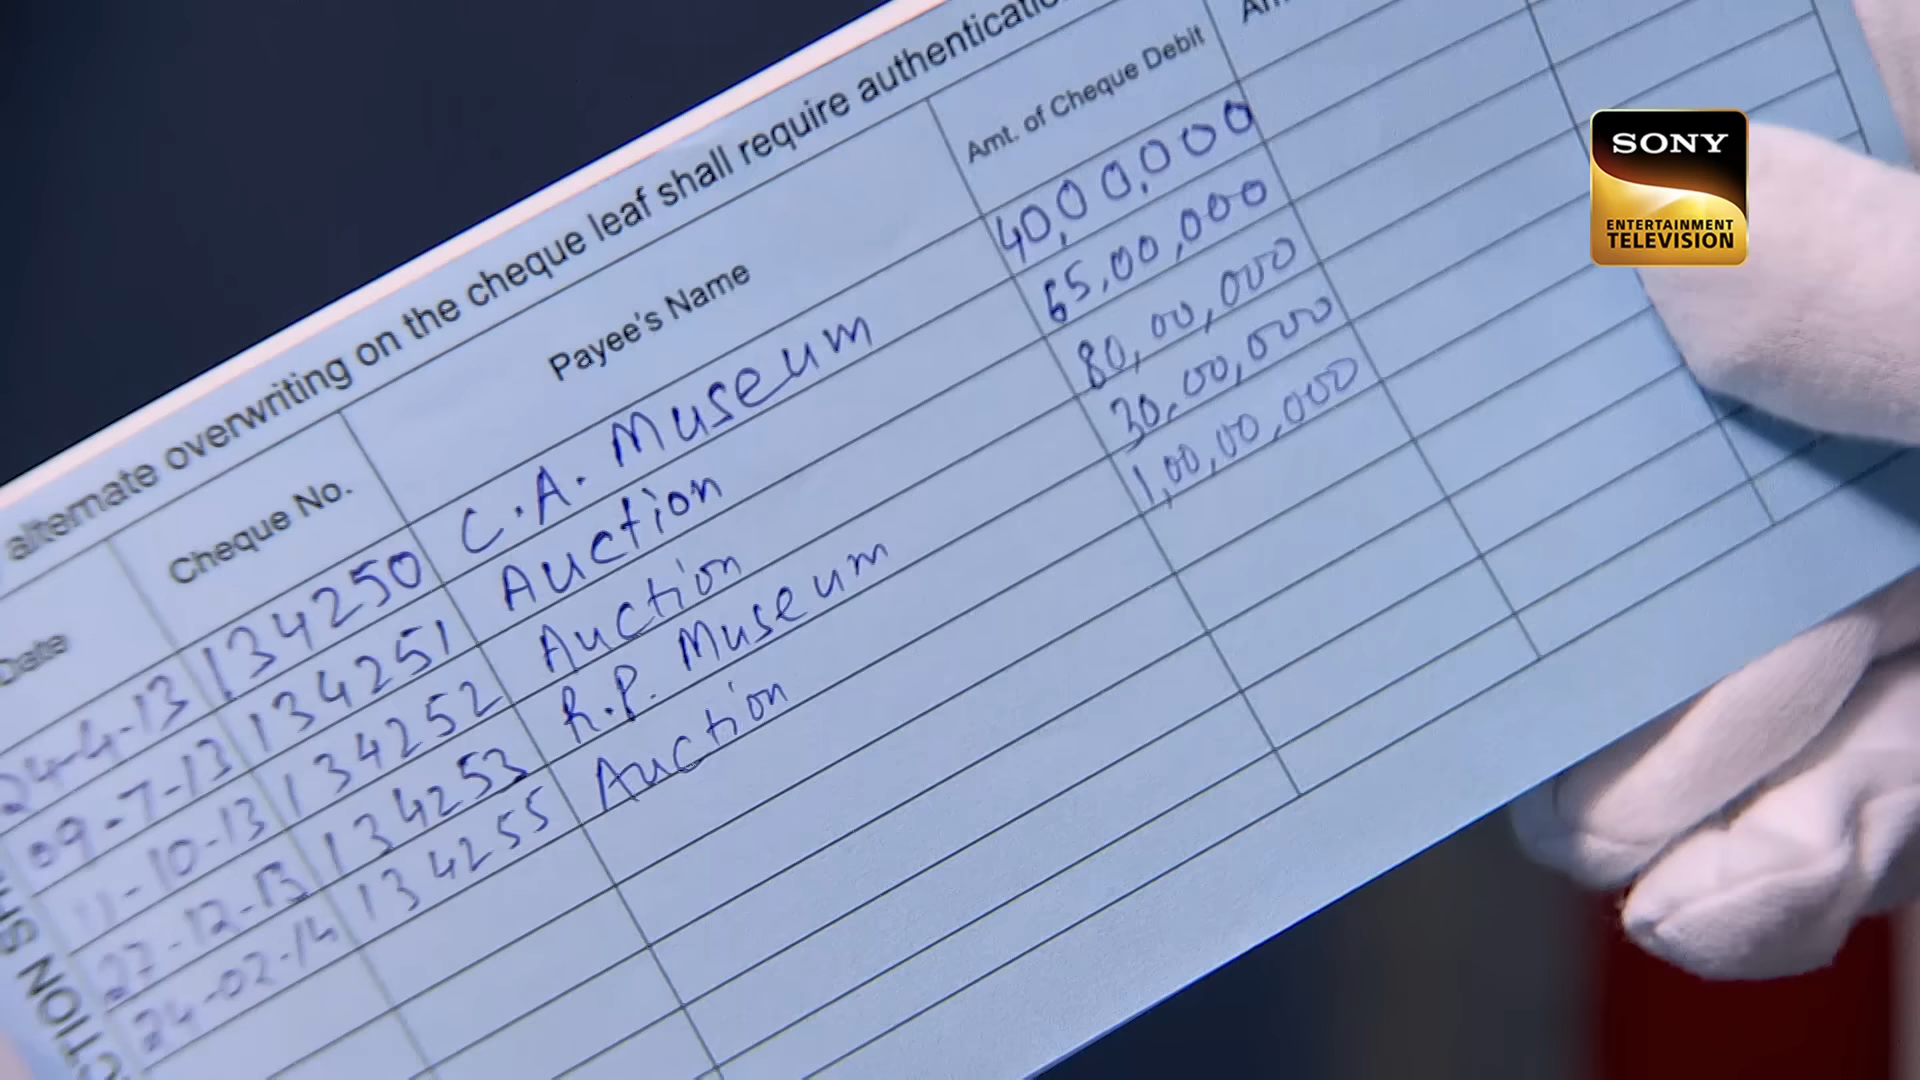 alternate overwriting on the cheque leaf shall require
Date Cheque No. Payee's Name Amt. of Cheque Debit
24-4-13 134250 C.A. Museum 40,00,000
09-7-13 134251 Auction 65,00,000
11-10-13 134252 Auction 80,00,000
27-12-13 134253 R.P. Museum 30,00,000
24-02-14 134255 Auction 1,00,00,000
SONY
ENTERTAINMENT
TELEVISION